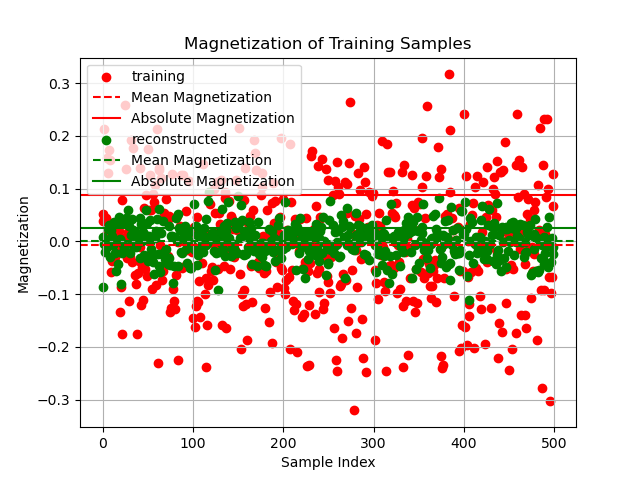 Magnetization of Training Samples
training
Mean Magnetization
Absolute Magnetization
reconstructed
Mean Magnetization
Absolute Magnetization
Magnetization
0.3
0.2
0.1
0.0
−0.1
−0.2
−0.3
0
100
200
300
400
500
Sample Index